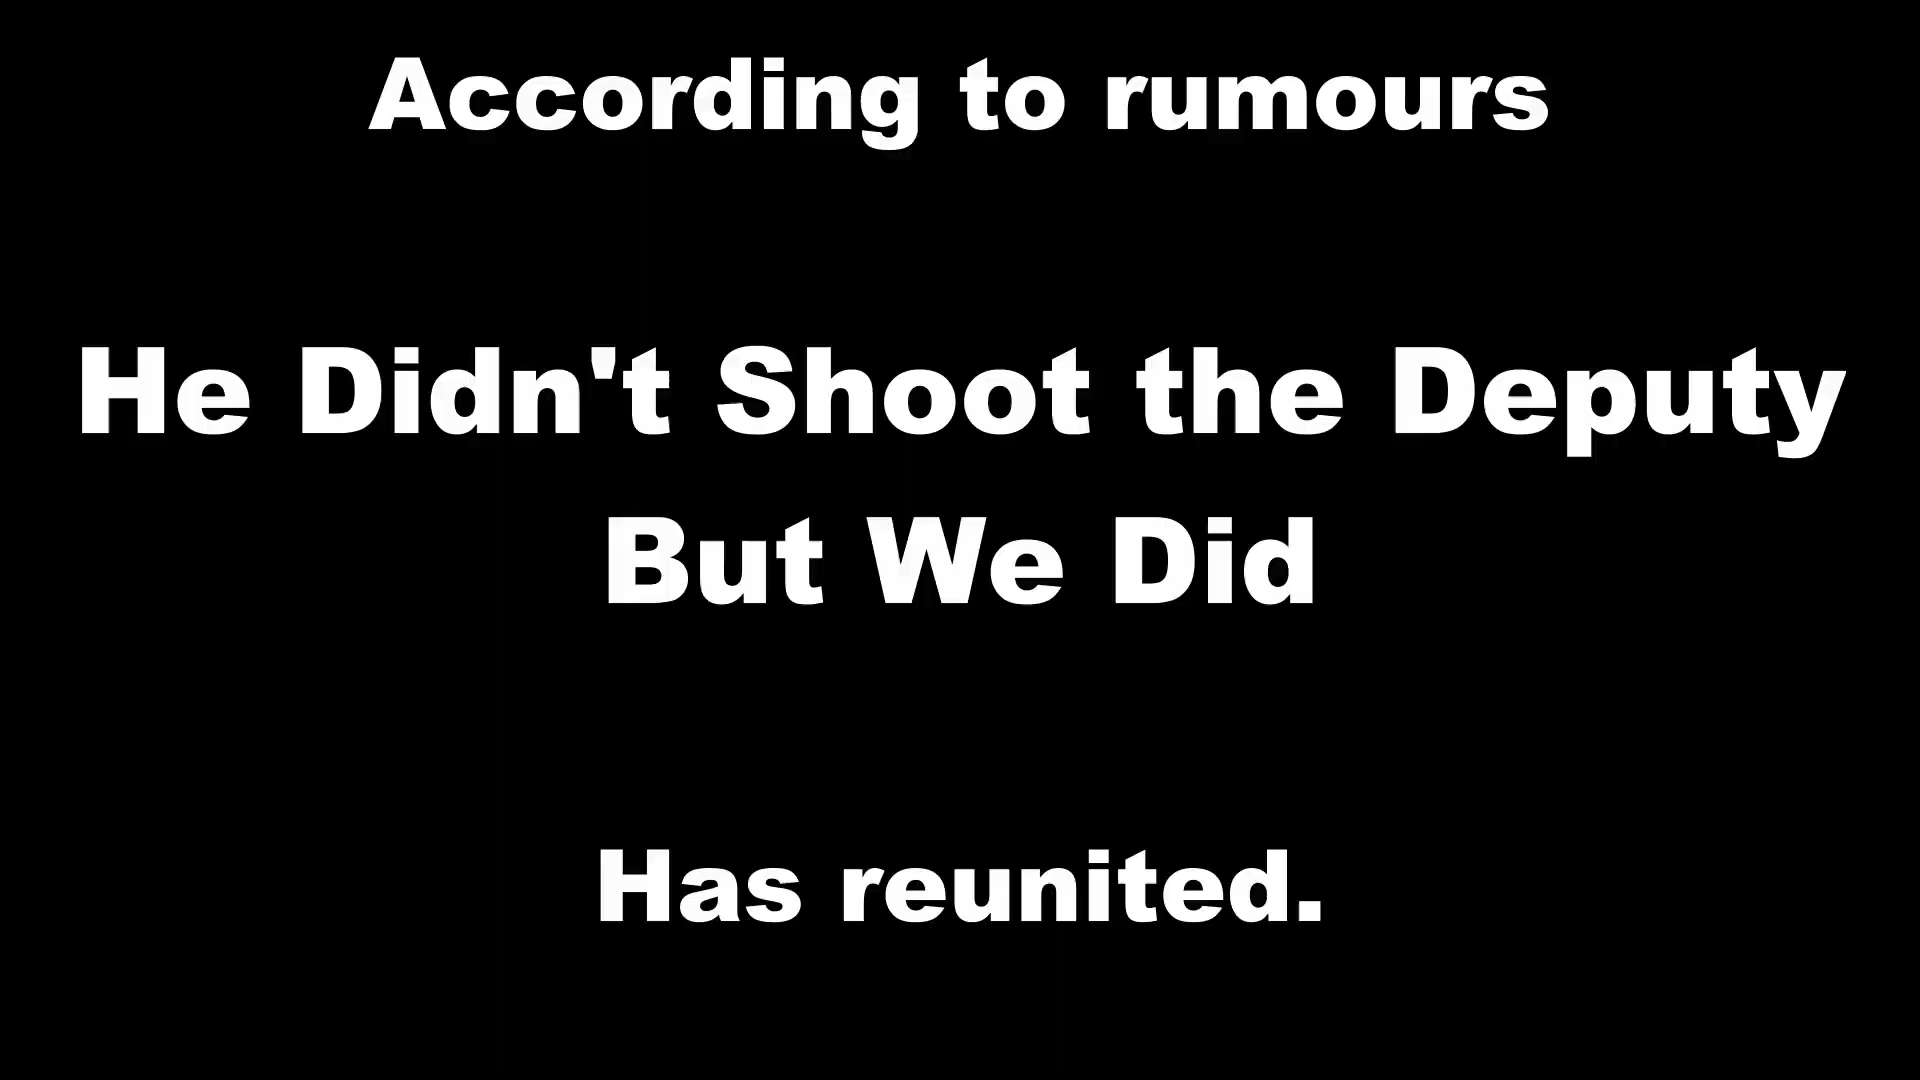 According to rumours
He Didn't Shoot the Deputy
But We Did
Has reunited.